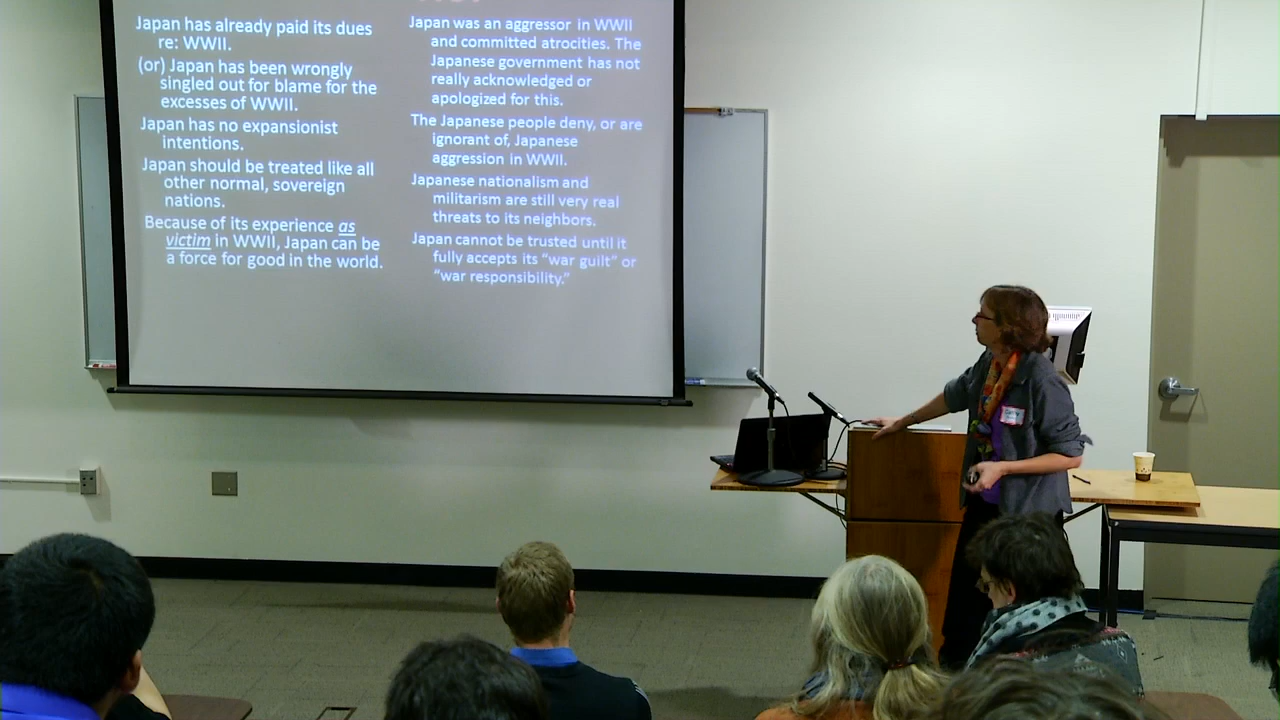 Japan has already paid its dues
re: WWII.
(or) Japan has been wrongly
singled out for blame for the
excesses of WWII.
Japan has no expansionist
intentions.
Japan should be treated like all
other normal, sovereign
nations.
Because of its experience as
victim in WWII, Japan can be
a force for good in the world.
Japan was an aggressor in WWII
and committed atrocities. The
Japanese government has not
really acknowledged or
apologized for this.
The Japanese people deny, or are
ignorant of, Japanese
aggression in WWII.
Japanese nationalism and
militarism are still very real
threats to its neighbors.
Japan cannot be trusted until it
fully accepts its “war guilt” or
“war responsibility.”